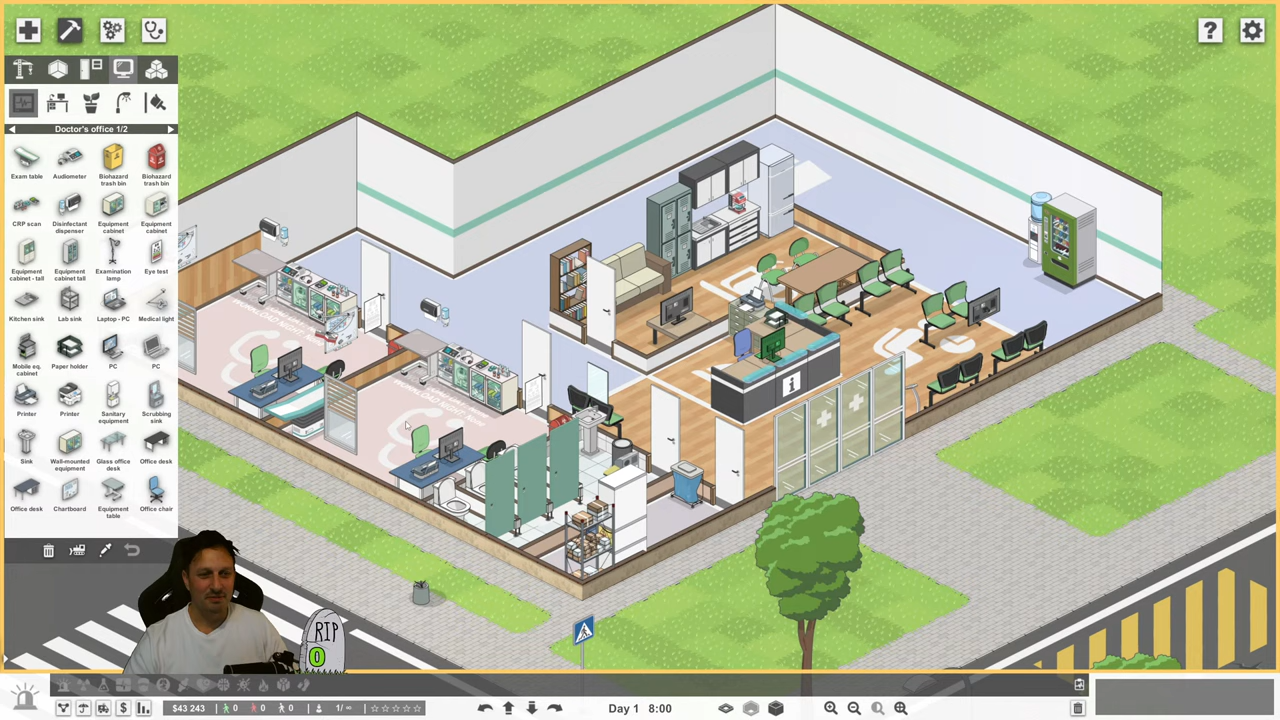 ?
Doctor's office 1/2
Exam table
Audiometer
Biohazard trash bin
Biohazard trash bin
CRP scan
Disinfectant dispenser
Equipment cabinet
Equipment cabinet
Equipment cabinet - tall
Equipment cabinet tall
Examination lamp
Eye test
Kitchen sink
Lab sink
Laptop - PC
Medical light
Mobile eq. cabinet
Paper holder
PC
PC
Printer
Printer
Sanitary equipment
Scrubbing sink
Sink
Wall-mounted equipment
Glass office desk
Office desk
Office desk
Chartboard
Equipment table
Office chair
i
RIP
0
$43 243
0
0
0
1/∞
Day 1 8:00